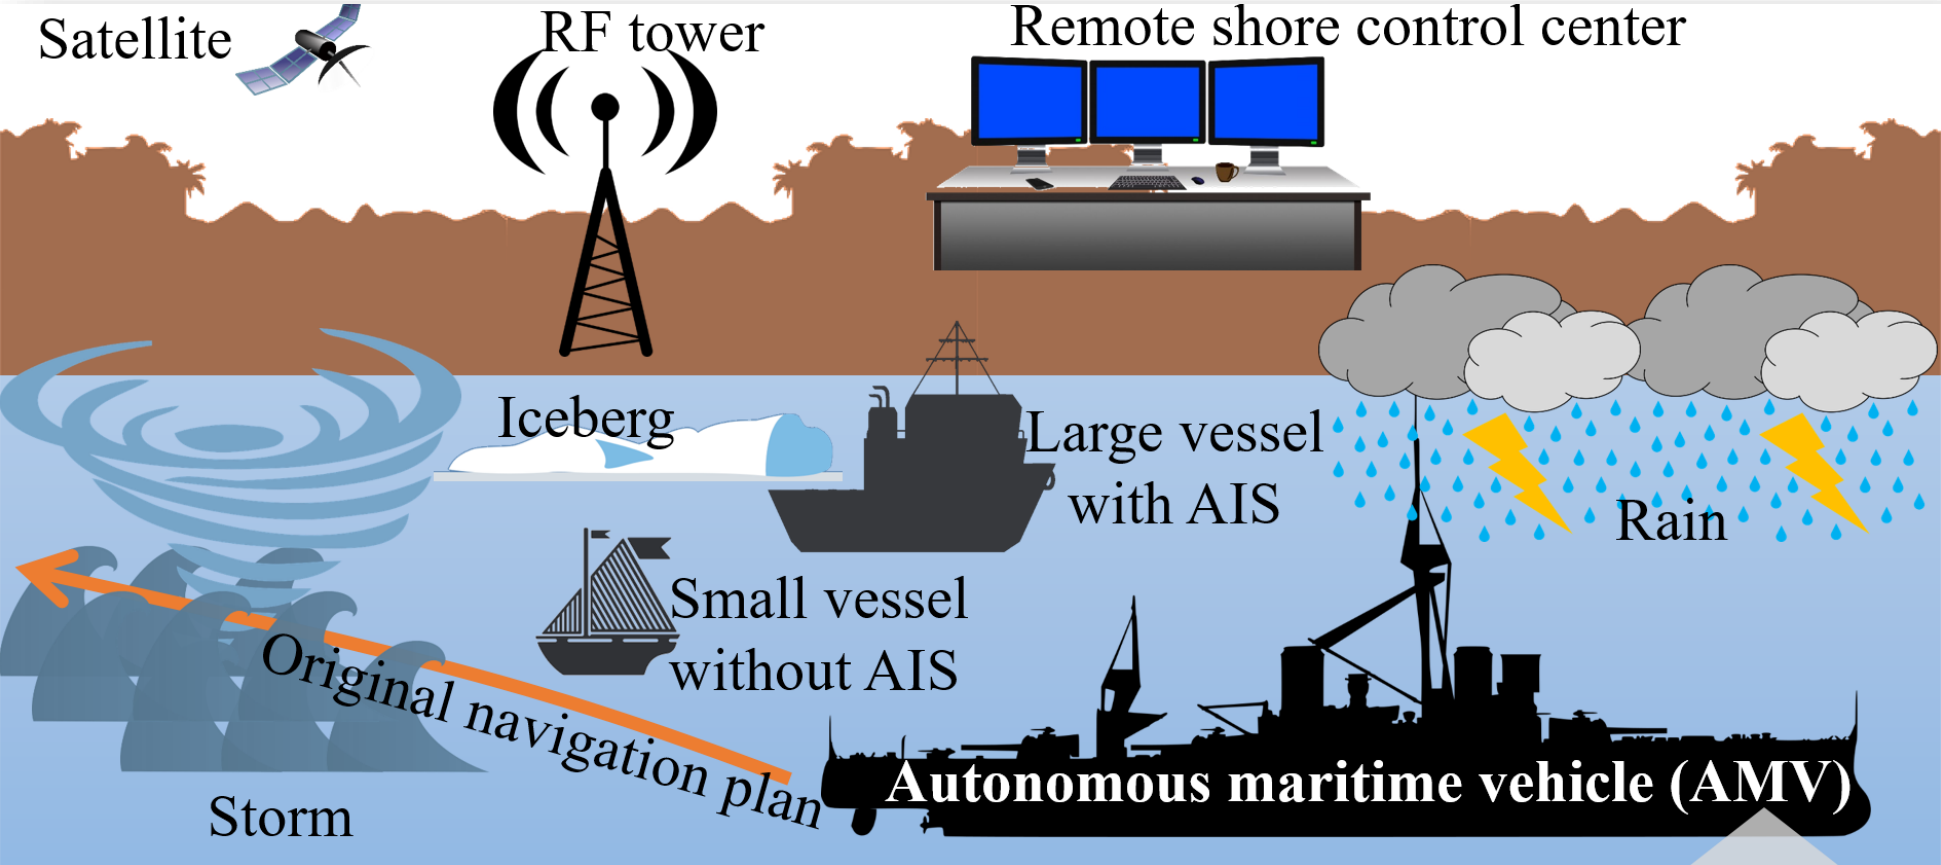 Satellite
RF tower
Remote shore control center
Iceberg
Large vessel
with AIS
Rain
Small vessel
without AIS
Original navigation plan
Autonomous maritime vehicle (AMV)
Storm